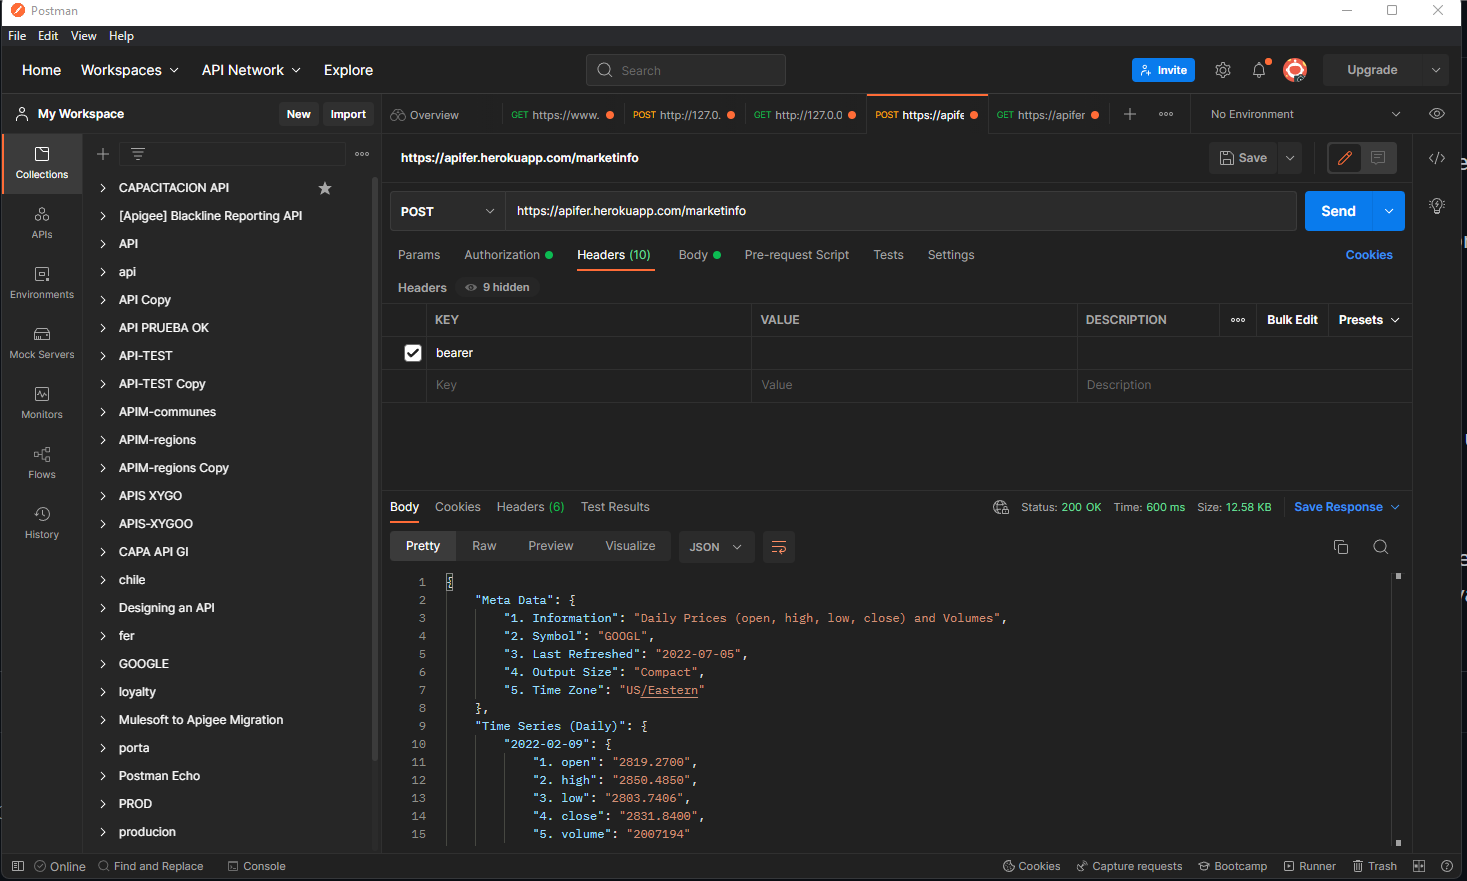 Postman
File Edit View Help
Home Workspaces API Network Explore Search Invite Upgrade
My Workspace New Import
Overview GET https://www. POST http://127.0. GET http://127.0.0 POST https://apife GET https://apifer No Environment
https://apifer.herokuapp.com/marketinfo Save
POST https://apifer.herokuapp.com/marketinfo Send
Params Authorization Headers (10) Body Pre-request Script Tests Settings Cookies
Headers 9 hidden
KEY VALUE DESCRIPTION Bulk Edit Presets
bearer
Key Value Description
Collections
APIs
Environments
Mock Servers
Monitors
Flows
History
CAPACITACION API
[Apigee] Blackline Reporting API
API
api
API Copy
API PRUEBA OK
API-TEST
API-TEST Copy
APIM-communes
APIM-regions
APIM-regions Copy
APIS XYGO
APIS-XYGOO
CAPA API GI
chile
Designing an API
fer
GOOGLE
loyalty
Mulesoft to Apigee Migration
porta
Postman Echo
PROD
producion
Body Cookies Headers (6) Test Results Status: 200 OK Time: 600 ms Size: 12.58 KB Save Response
Pretty Raw Preview Visualize JSON
1 {
2 "Meta Data": {
3 "1. Information": "Daily Prices (open, high, low, close) and Volumes",
4 "2. Symbol": "GOOGL",
5 "3. Last Refreshed": "2022-07-05",
6 "4. Output Size": "Compact",
7 "5. Time Zone": "US/Eastern"
8 },
9 "Time Series (Daily)": {
10 "2022-02-09": {
11 "1. open": "2819.2700",
12 "2. high": "2850.4850",
13 "3. low": "2803.7406",
14 "4. close": "2831.8400",
15 "5. volume": "2007194"
Online Find and Replace Console Cookies Capture requests Bootcamp Runner Trash